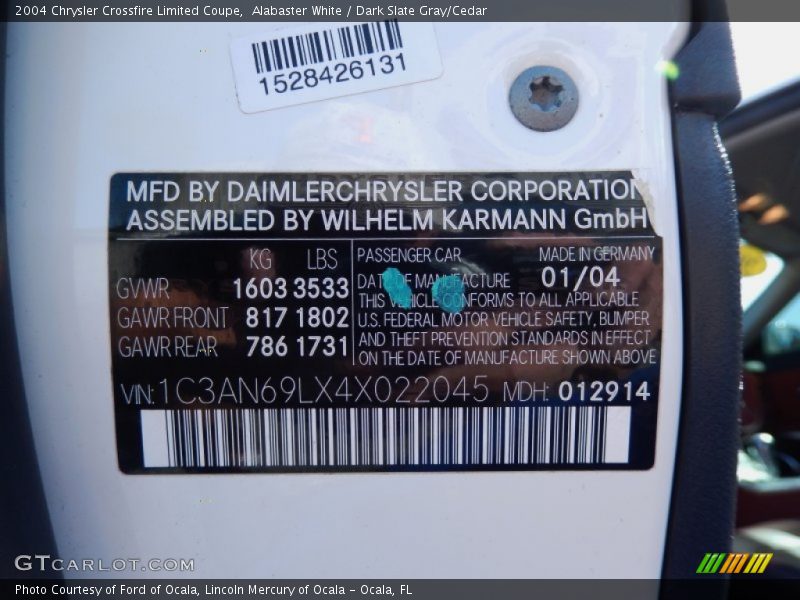 2004 Chrysler Crossfire Limited Coupe,  Alabaster White / Dark Slate Gray/Cedar
1528426131
MFD BY DAIMLERCHRYSLER CORPORATION
ASSEMBLED BY WILHELM KARMANN GmbH
KG LBS
GVWR 1603 3533
GAWR FRONT 817 1802
GAWR REAR 786 1731
PASSENGER CAR MADE IN GERMANY
DATE OF MANUFACTURE 01/04
THIS VEHICLE CONFORMS TO ALL APPLICABLE
U.S. FEDERAL MOTOR VEHICLE SAFETY, BUMPER
AND THEFT PREVENTION STANDARDS IN EFFECT
ON THE DATE OF MANUFACTURE SHOWN ABOVE
VIN: 1C3AN69LX4X022045 MDH: 012914
GTCARLOT.COM
Photo Courtesy of Ford of Ocala, Lincoln Mercury of Ocala - Ocala, FL